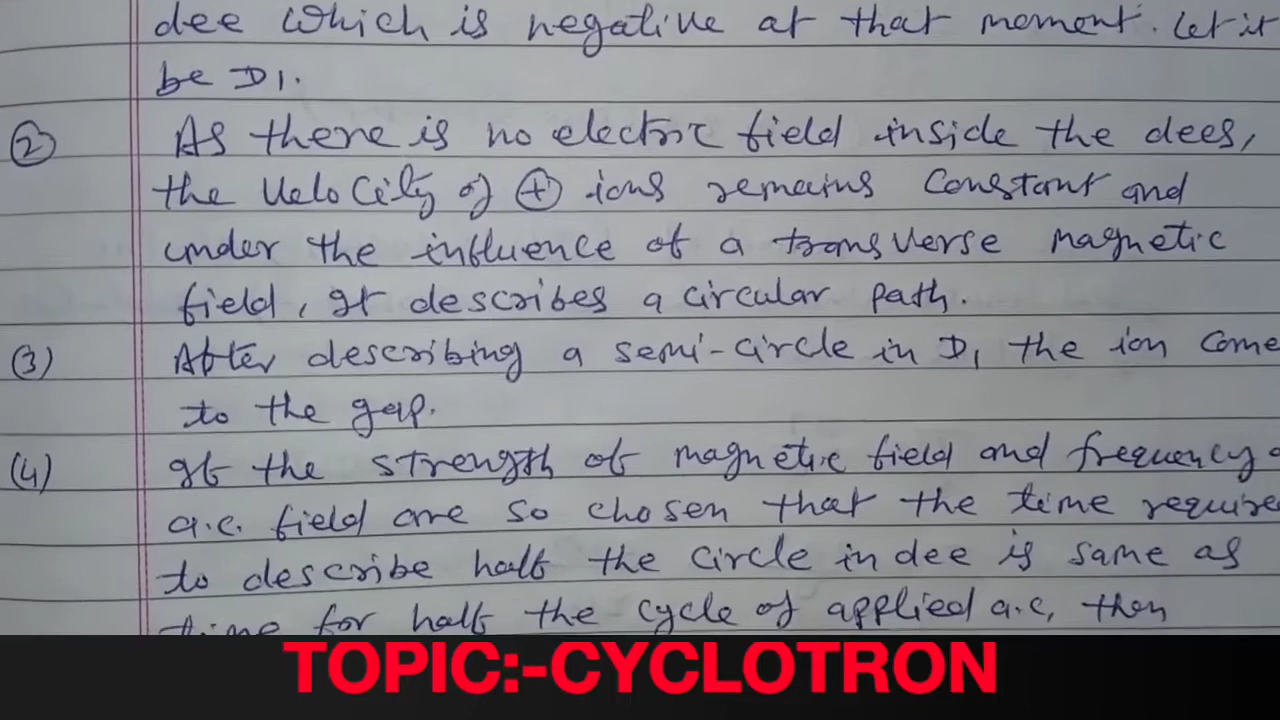 dee which is negative at that moment. Let it
be D1.
② As there is no electric field inside the dees,
the velocity of ⊕ ions remains constant and
under the influence of a transverse magnetic
field, It describes a circular path.
(3) After describing a semi-circle in D1 the ion come
to the gap.
(4) If the strength of magnetic field and frequency
a.c. field are so chosen that the time require
to describe half the circle in dee is same as
time for half the cycle of applied a.c, then
TOPIC:-CYCLOTRON